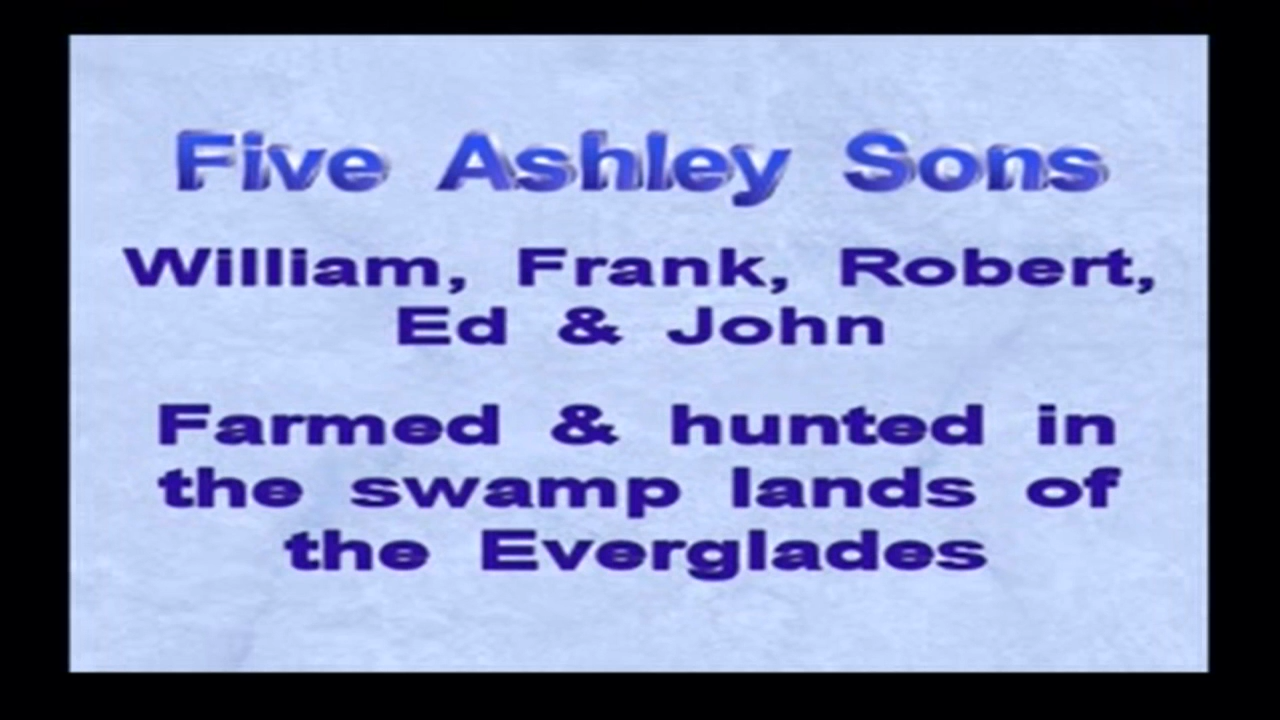 Five Ashley Sons
William, Frank, Robert,
Ed & John
Farmed & hunted in
the swamp lands of
the Everglades